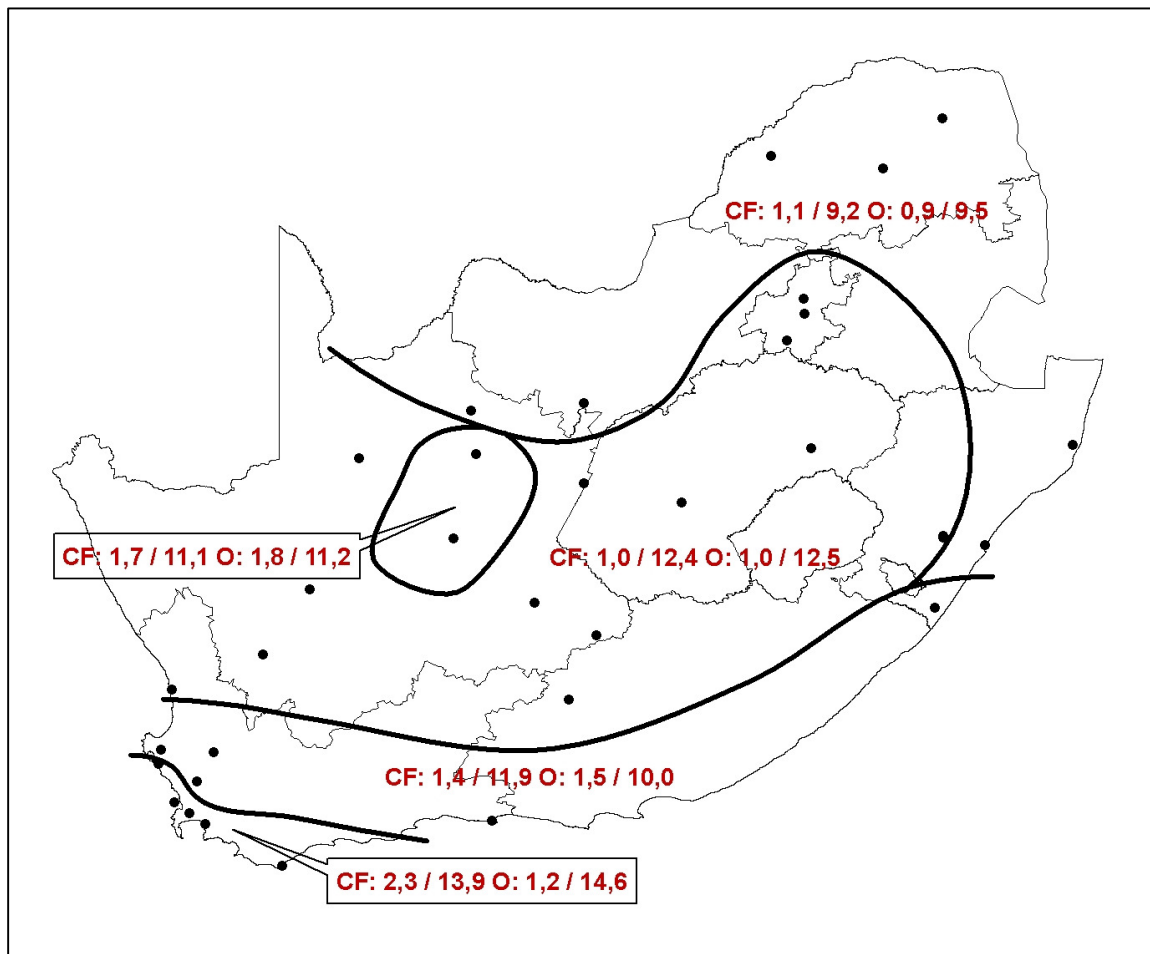 CF: 1,1 / 9,2 O: 0,9 / 9,5
CF: 1,7 / 11,1 O: 1,8 / 11,2
CF: 1,0 / 12,4 O: 1,0 / 12,5
CF: 1,4 / 11,9 O: 1,5 / 10,0
CF: 2,3 / 13,9 O: 1,2 / 14,6